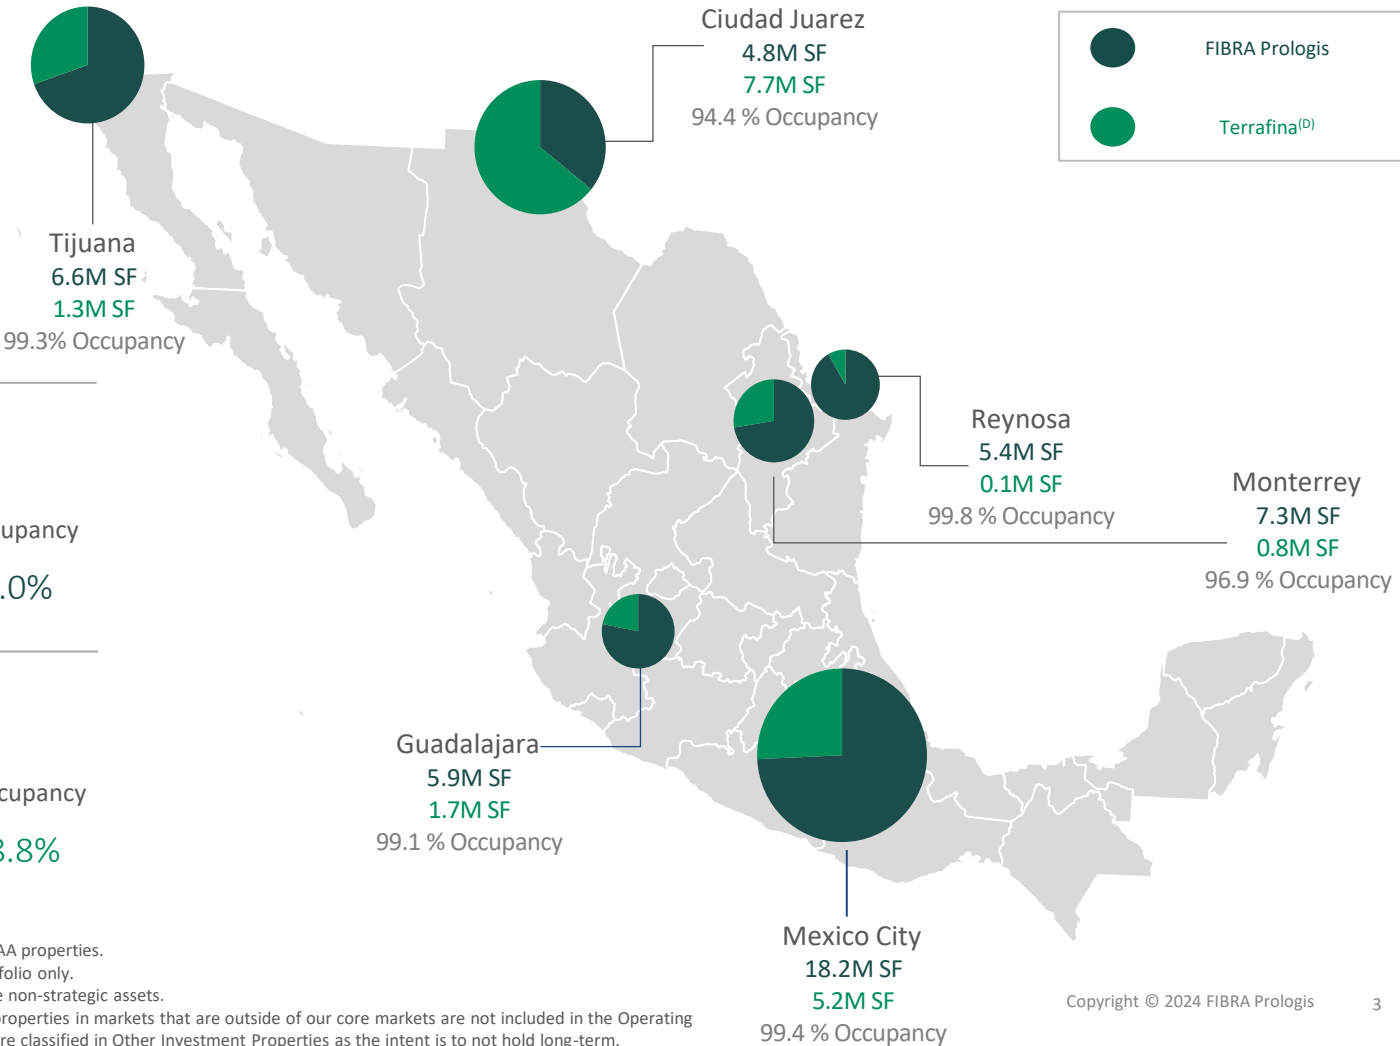 Ciudad Juarez
4.8M SF
7.7M SF
94.4 % Occupancy
FIBRA Prologis
Terrafina(D)
Tijuana
6.6M SF
1.3M SF
99.3% Occupancy
Reynosa
5.4M SF
0.1M SF
99.8 % Occupancy
Monterrey
7.3M SF
0.8M SF
96.9 % Occupancy
upancy
.0%
Guadalajara
5.9M SF
1.7M SF
99.1 % Occupancy
cupancy
.8%
Mexico City
18.2M SF
5.2M SF
99.4 % Occupancy
AA properties.
folio only.
e non-strategic assets.
properties in markets that are outside of our core markets are not included in the Operating
re classified in Other Investment Properties as the intent is to not hold long-term.
Copyright © 2024 FIBRA Prologis
3